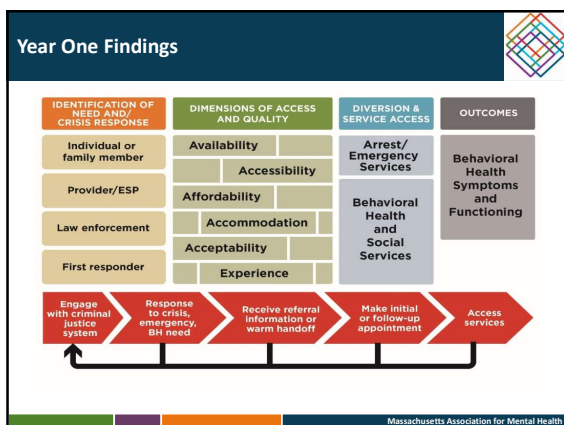 Year One Findings
IDENTIFICATION OF
NEED AND/
CRISIS RESPONSE
Individual or
family member
Provider/ESP
Law enforcement
First responder
DIMENSIONS OF ACCESS
AND QUALITY
Availability
Accessibility
Affordability
Accommodation
Acceptability
Experience
DIVERSION &
SERVICE ACCESS
Arrest/
Emergency
Services
Behavioral
Health
and
Social
Services
OUTCOMES
Behavioral
Health
Symptoms
and
Functioning
Engage
with criminal
justice
system
Response
to crisis,
emergency,
BH need
Receive referral
information or
warm handoff
Make initial
or follow-up
appointment
Access
services
Massachusetts Association for Mental Health